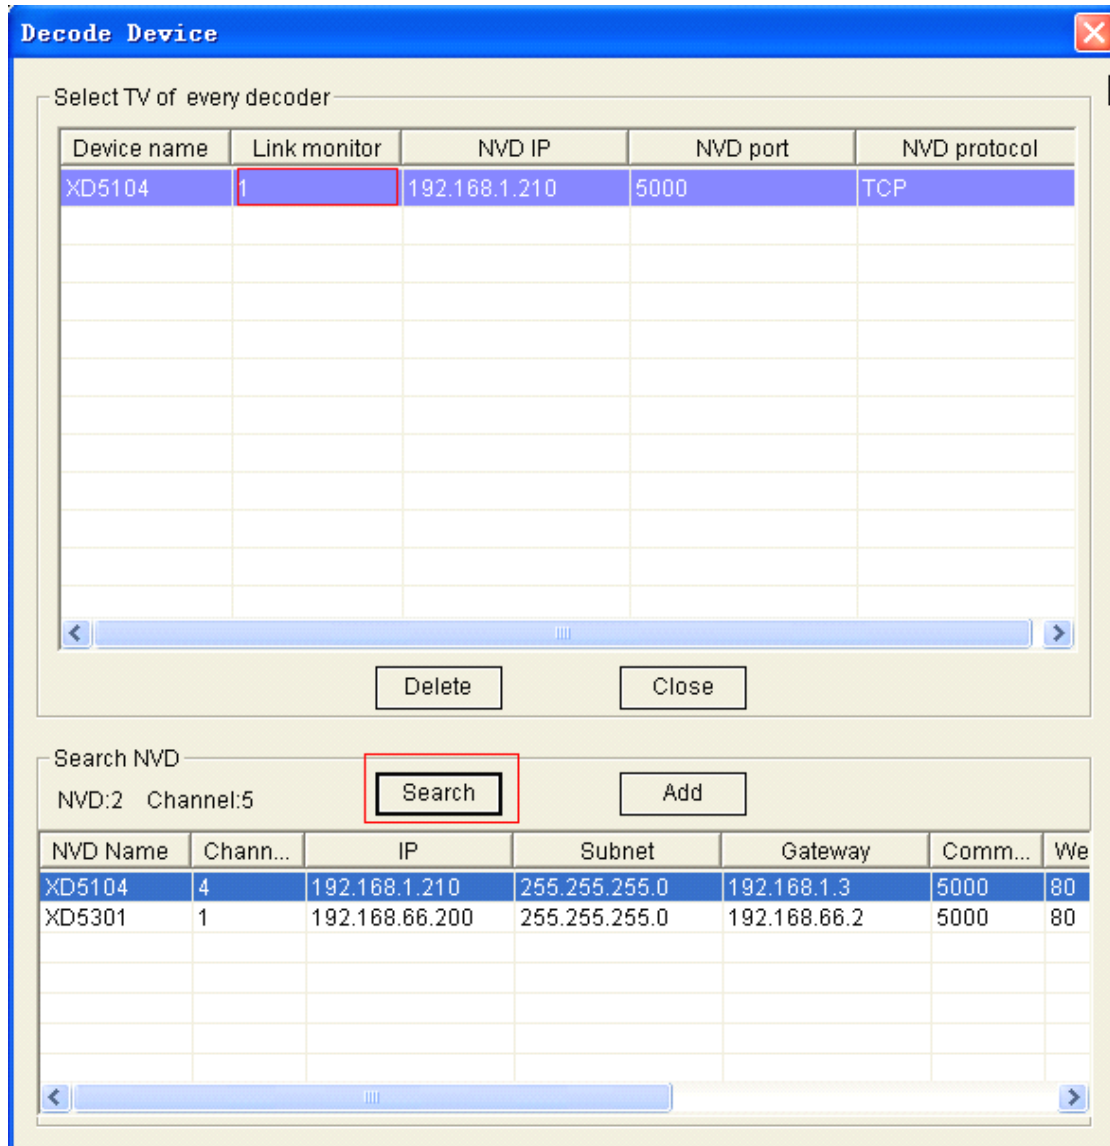 Decode Device
Select TV of every decoder
Device name Link monitor NVD IP NVD port NVD protocol
XD5104 1 192.168.1.210 5000 TCP
Delete Close
Search NVD
NVD:2 Channel:5 Search Add
NVD Name Chann... IP Subnet Gateway Comm... We
XD5104 4 192.168.1.210 255.255.255.0 192.168.1.3 5000 80
XD5301 1 192.168.66.200 255.255.255.0 192.168.66.2 5000 80